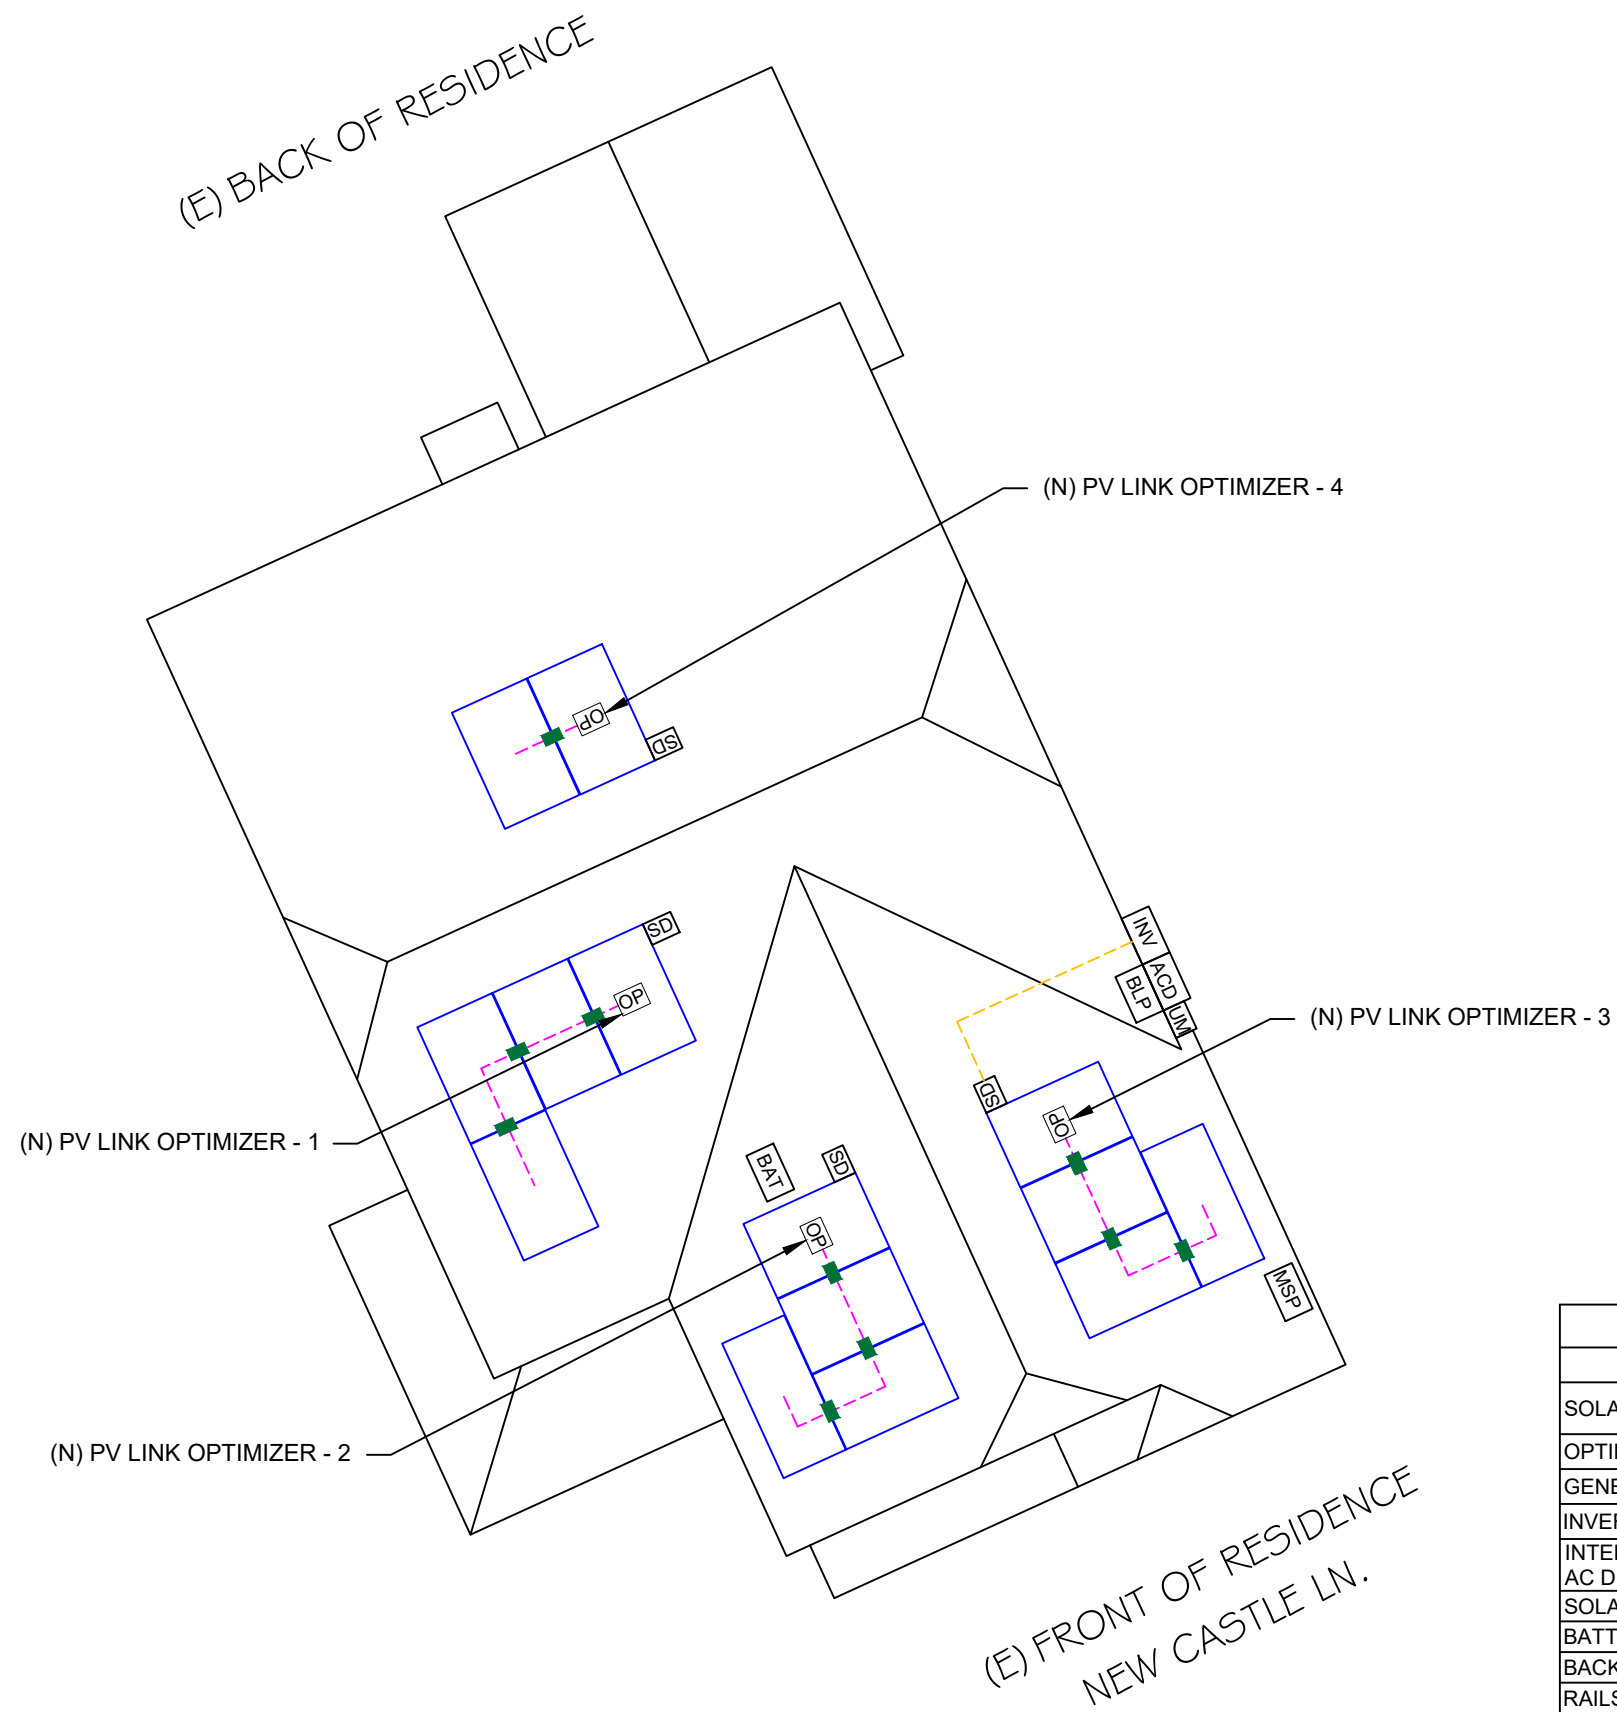 (E) BACK OF RESIDENCE
(N) PV LINK OPTIMIZER - 4
OP
SD
SD
OP
INV
ACD
BLP
UM
(N) PV LINK OPTIMIZER - 3
SD
OP
(N) PV LINK OPTIMIZER - 1
BAT
SD
OP
MSP
(N) PV LINK OPTIMIZER - 2
(E) FRONT OF RESIDENCE
NEW CASTLE LN.
SOLA
OPTI
GENE
INVE
INTE
AC D
SOLA
BATT
BACK
RAILS